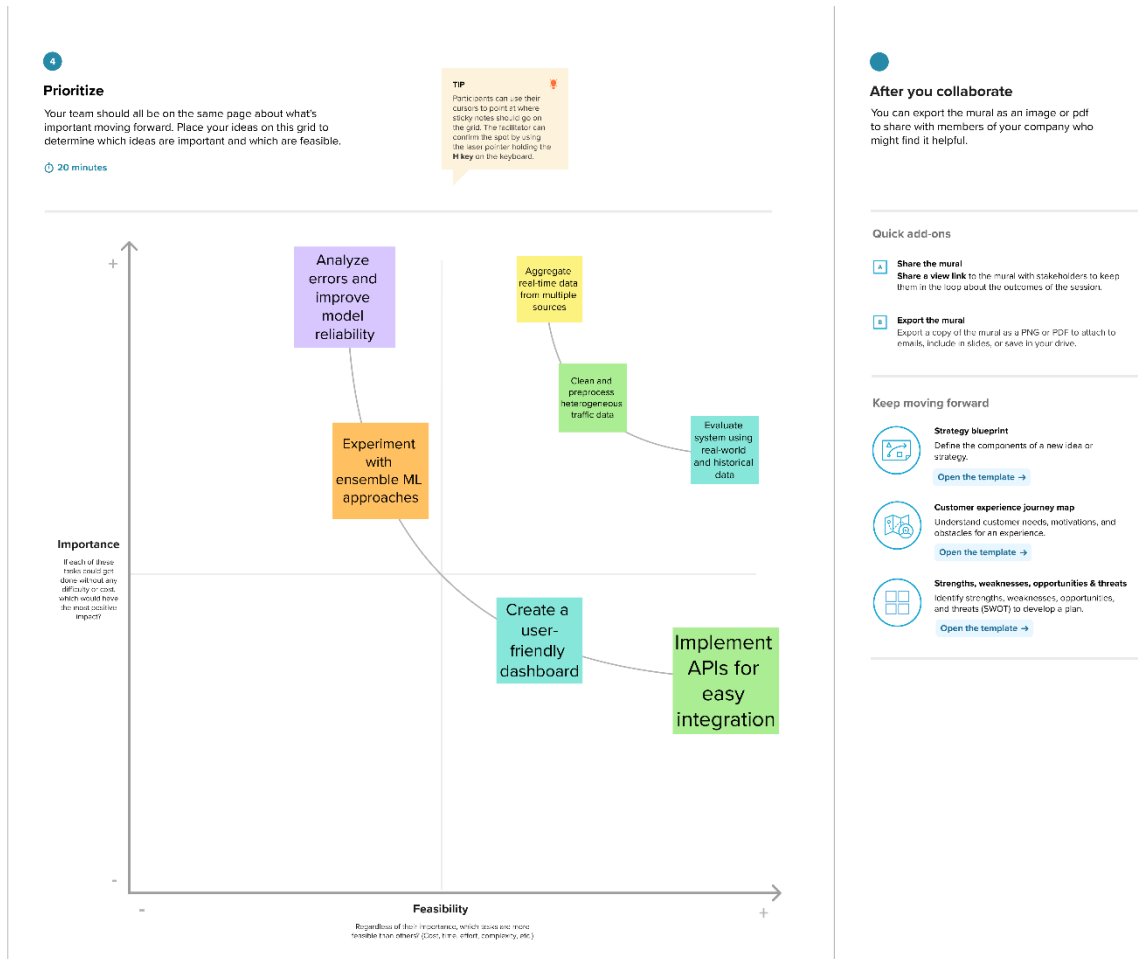 4
Prioritize
Your team should all be on the same page about what's
important moving forward. Place your ideas on this grid to
determine which ideas are important and which are feasible.
20 minutes
TIP
Participants can use their
cursors to point at where
sticky notes should go on
the grid. The facilitator can
confirm the spot by using
the laser pointer holding the
H key on the keyboard.
+
Analyze
errors and
improve
model
reliability
Aggregate
real-time data
from multiple
sources
Clean and
preprocess
heterogeneous
traffic data
Evaluate
system using
real-world
and historical
data
Experiment
with
ensemble ML
approaches
Importance
If each of these
tasks could get
done without any
difficulty or cost,
which would have
the most positive
impact?
Create a
user-
friendly
dashboard
Implement
APIs for
easy
integration
-
-
Feasibility
+
Regardless of their importance, which tasks are more
feasible than others? (Cost, time, effort, complexity, etc.)
After you collaborate
You can export the mural as an image or pdf
to share with members of your company who
might find it helpful.
Quick add-ons
A
Share the mural
Share a view link to the mural with stakeholders to keep
them in the loop about the outcomes of the session.
B
Export the mural
Export a copy of the mural as a PNG or PDF to attach to
emails, include in slides, or save in your drive.
Keep moving forward
Strategy blueprint
Define the components of a new idea or
strategy.
Open the template →
Customer experience journey map
Understand customer needs, motivations, and
obstacles for an experience.
Open the template →
Strengths, weaknesses, opportunities & threats
Identify strengths, weaknesses, opportunities,
and threats (SWOT) to develop a plan.
Open the template →